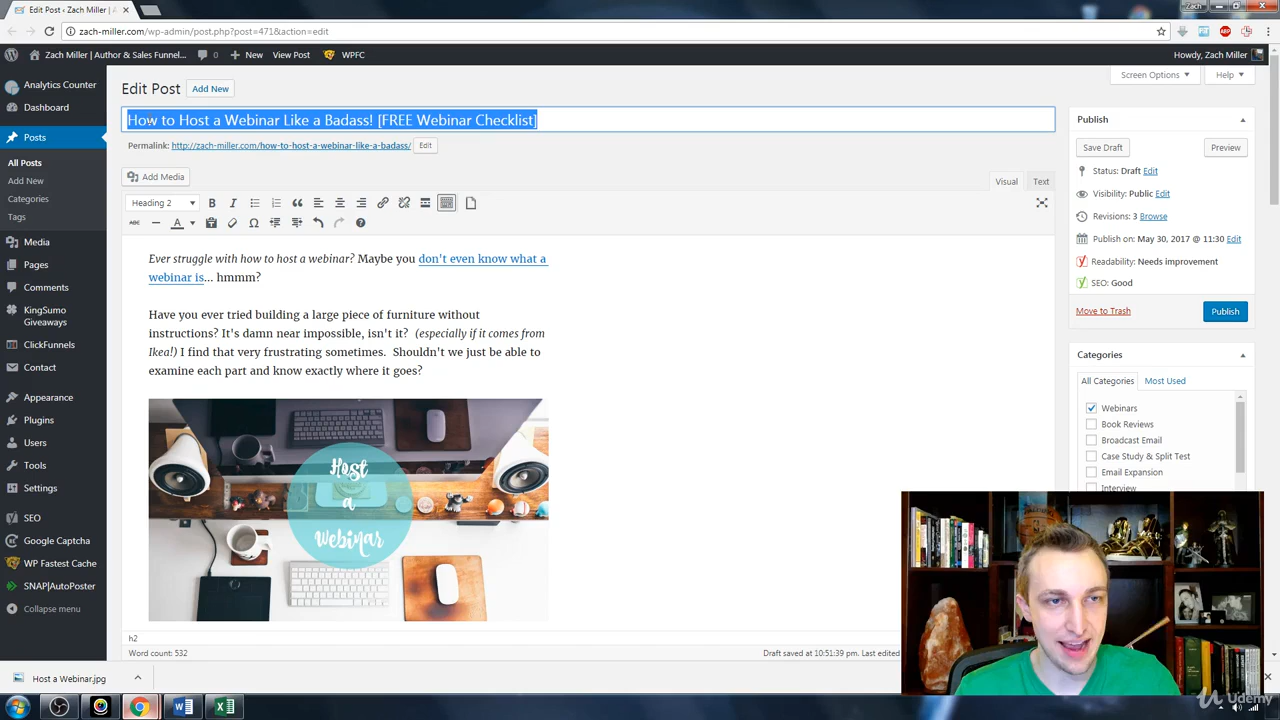 Edit Post ‹ Zach Miller | A
Zach
zach-miller.com/wp-admin/post.php?post=471&action=edit
ABP
Zach Miller | Author & Sales Funnel...
0
New
View Post
WPFC
Howdy, Zach Miller
Analytics Counter
Dashboard
Posts
All Posts
Add New
Categories
Tags
Media
Pages
Comments
KingSumo
Giveaways
ClickFunnels
Contact
Appearance
Plugins
Users
Tools
Settings
SEO
Google Captcha
WP Fastest Cache
SNAP|AutoPoster
Collapse menu
Screen Options
Help
Edit Post
Add New
How to Host a Webinar Like a Badass! [FREE Webinar Checklist]
Permalink: http://zach-miller.com/how-to-host-a-webinar-like-a-badass/
Edit
Add Media
Visual
Text
Heading 2
B
I
ABC
A
Ever struggle with how to host a webinar? Maybe you don't even know what a
webinar is... hmmm?
Have you ever tried building a large piece of furniture without
instructions? It's damn near impossible, isn't it? (especially if it comes from
Ikea!) I find that very frustrating sometimes. Shouldn't we just be able to
examine each part and know exactly where it goes?
Host
a
Webinar
h2
Word count: 532
Draft saved at 10:51:39 pm. Last edited
Publish
Save Draft
Preview
Status: Draft Edit
Visibility: Public Edit
Revisions: 3 Browse
Publish on: May 30, 2017 @ 11:30 Edit
Readability: Needs improvement
SEO: Good
Move to Trash
Publish
Categories
All Categories
Most Used
Webinars
Book Reviews
Broadcast Email
Case Study & Split Test
Email Expansion
Interview
Host a Webinar.jpg
Udemy